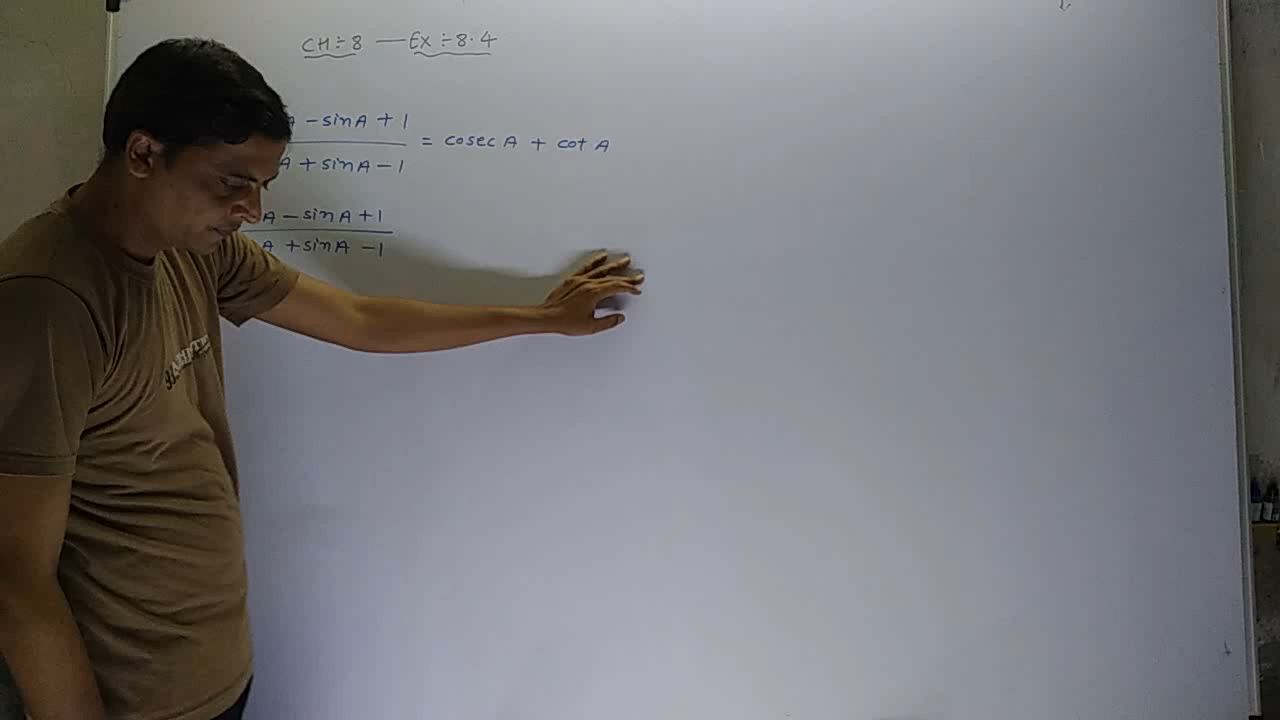 CH÷8 — Ex÷8.4
A - sinA + 1
= cosec A + cot A
A + sinA - 1
A - sinA + 1
A + sinA - 1